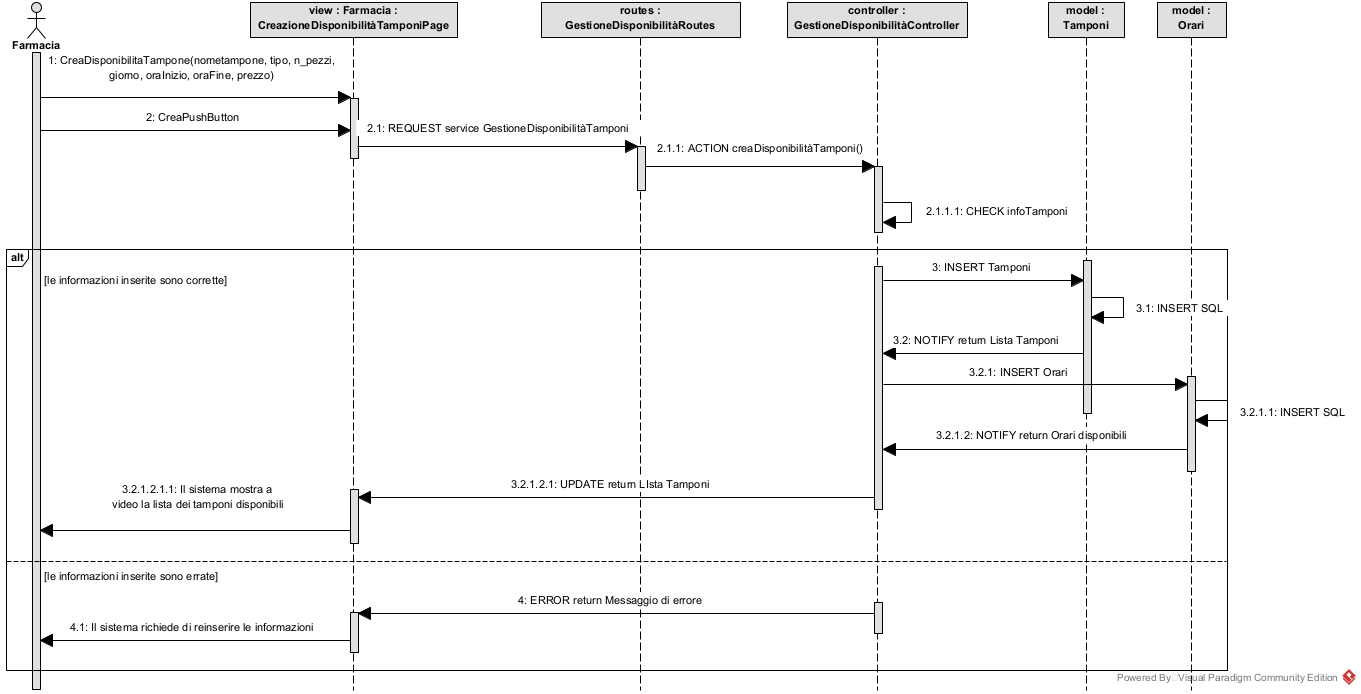 view : Farmacia :
CreazioneDisponibilitàTamponiPage
routes :
GestioneDisponibilitàRoutes
controller :
GestioneDisponibilitàController
model :
Tamponi
model :
Orari
Farmacia
1: CreaDisponibilitaTampone(nometampone, tipo, n_pezzi,
giorno, oraInizio, oraFine, prezzo)
2: CreaPushButton
2.1: REQUEST service GestioneDisponibilitàTamponi
2.1.1: ACTION creaDisponibilitàTamponi()
2.1.1.1: CHECK infoTamponi
alt
[le informazioni inserite sono corrette]
3: INSERT Tamponi
3.1: INSERT SQL
3.2: NOTIFY return Lista Tamponi
3.2.1: INSERT Orari
3.2.1.1: INSERT SQL
3.2.1.2: NOTIFY return Orari disponibili
3.2.1.2.1: UPDATE return LIsta Tamponi
3.2.1.2.1.1: Il sistema mostra a
video la lista dei tamponi disponibili
[le informazioni inserite sono errate]
4: ERROR return Messaggio di errore
4.1: Il sistema richiede di reinserire le informazioni
Powered By Visual Paradigm Community Edition